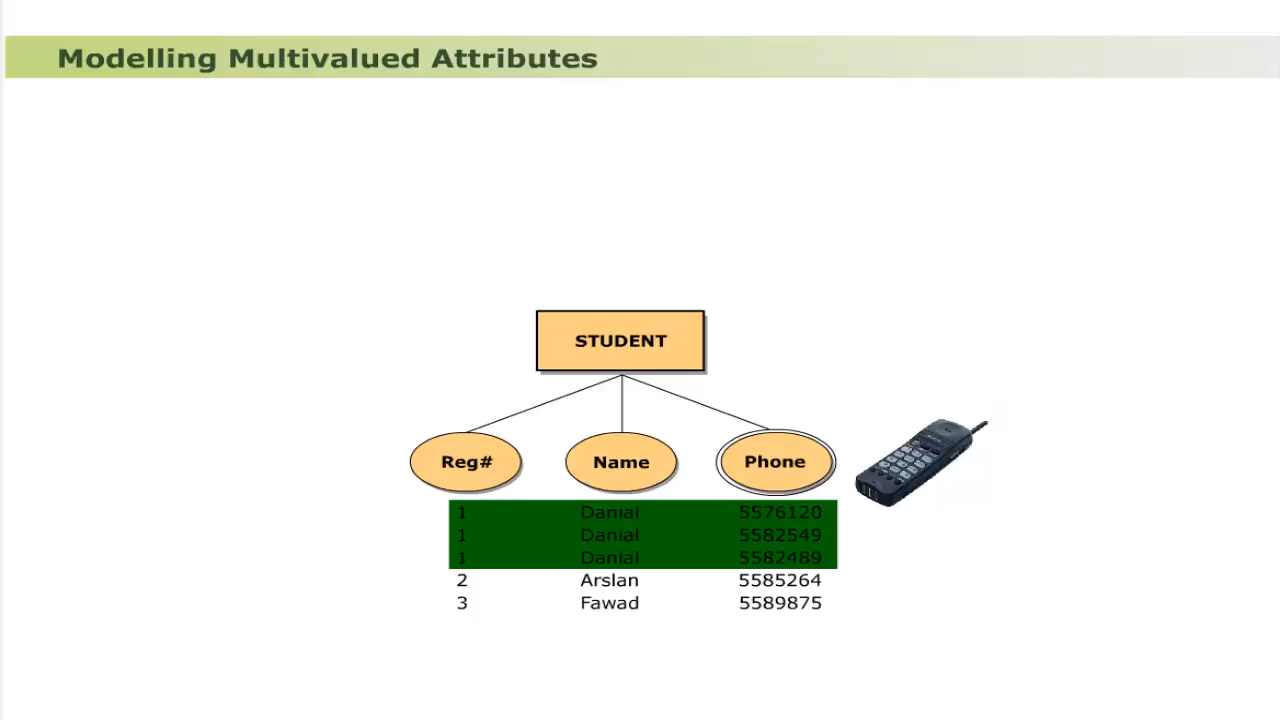 Modelling Multivalued Attributes
STUDENT
Reg# Name Phone
1 Danial 5576120
1 Danial 5582549
1 Danial 5582489
2 Arslan 5585264
3 Fawad 5589875